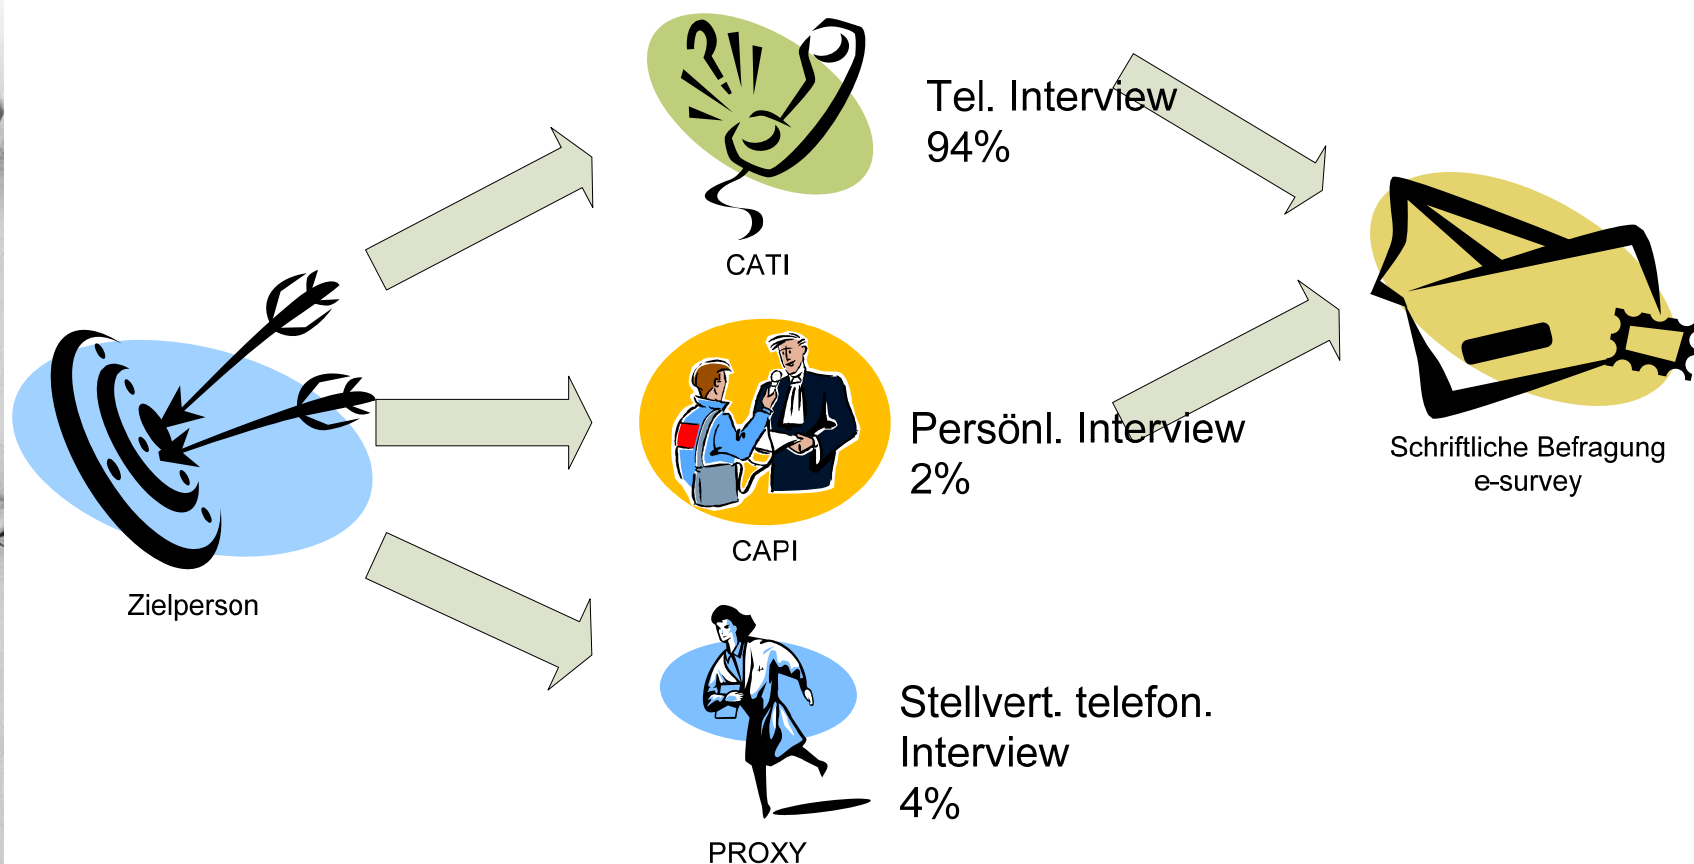 Tel. Interview
94%
CATI
Persönl. Interview
2%
CAPI
Schriftliche Befragung
e-survey
Zielperson
Stellvert. telefon.
Interview
4%
PROXY